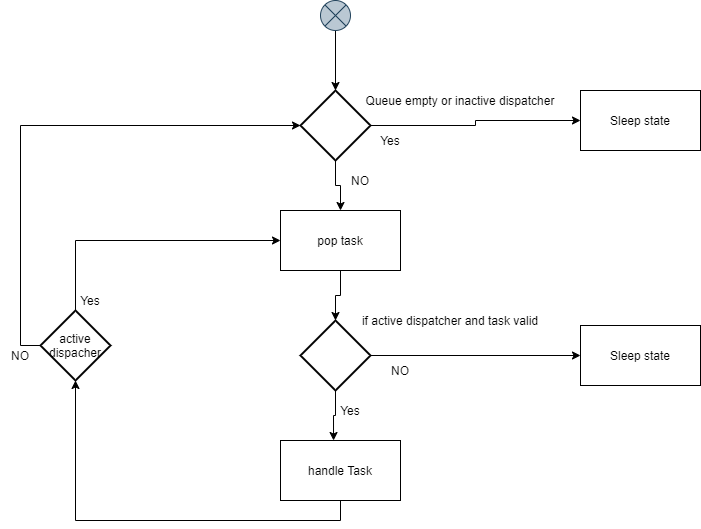 Queue empty or inactive dispatcher
Sleep state
Yes
NO
pop task
Yes
if active dispatcher and task valid
active
dispacher
NO
Sleep state
NO
Yes
handle Task